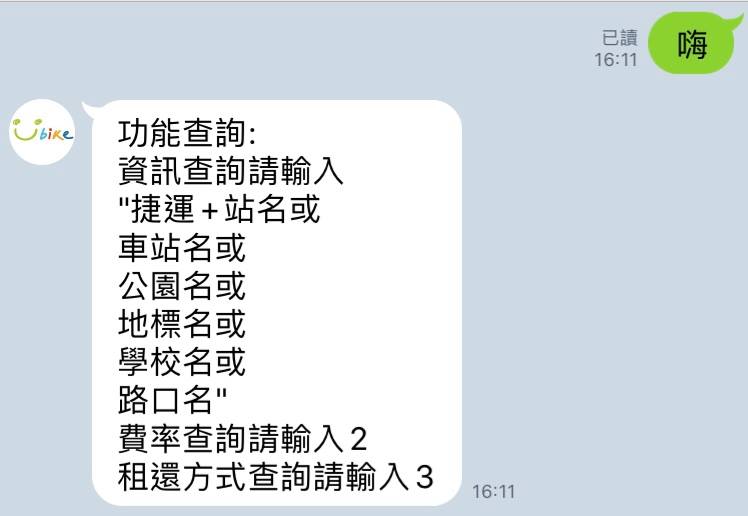 已讀
16:11
嗨
Ubike
功能查詢:
資訊查詢請輸入
"捷運+站名或
車站名或
公園名或
地標名或
學校名或
路口名"
費率查詢請輸入2
租還方式查詢請輸入3
16:11